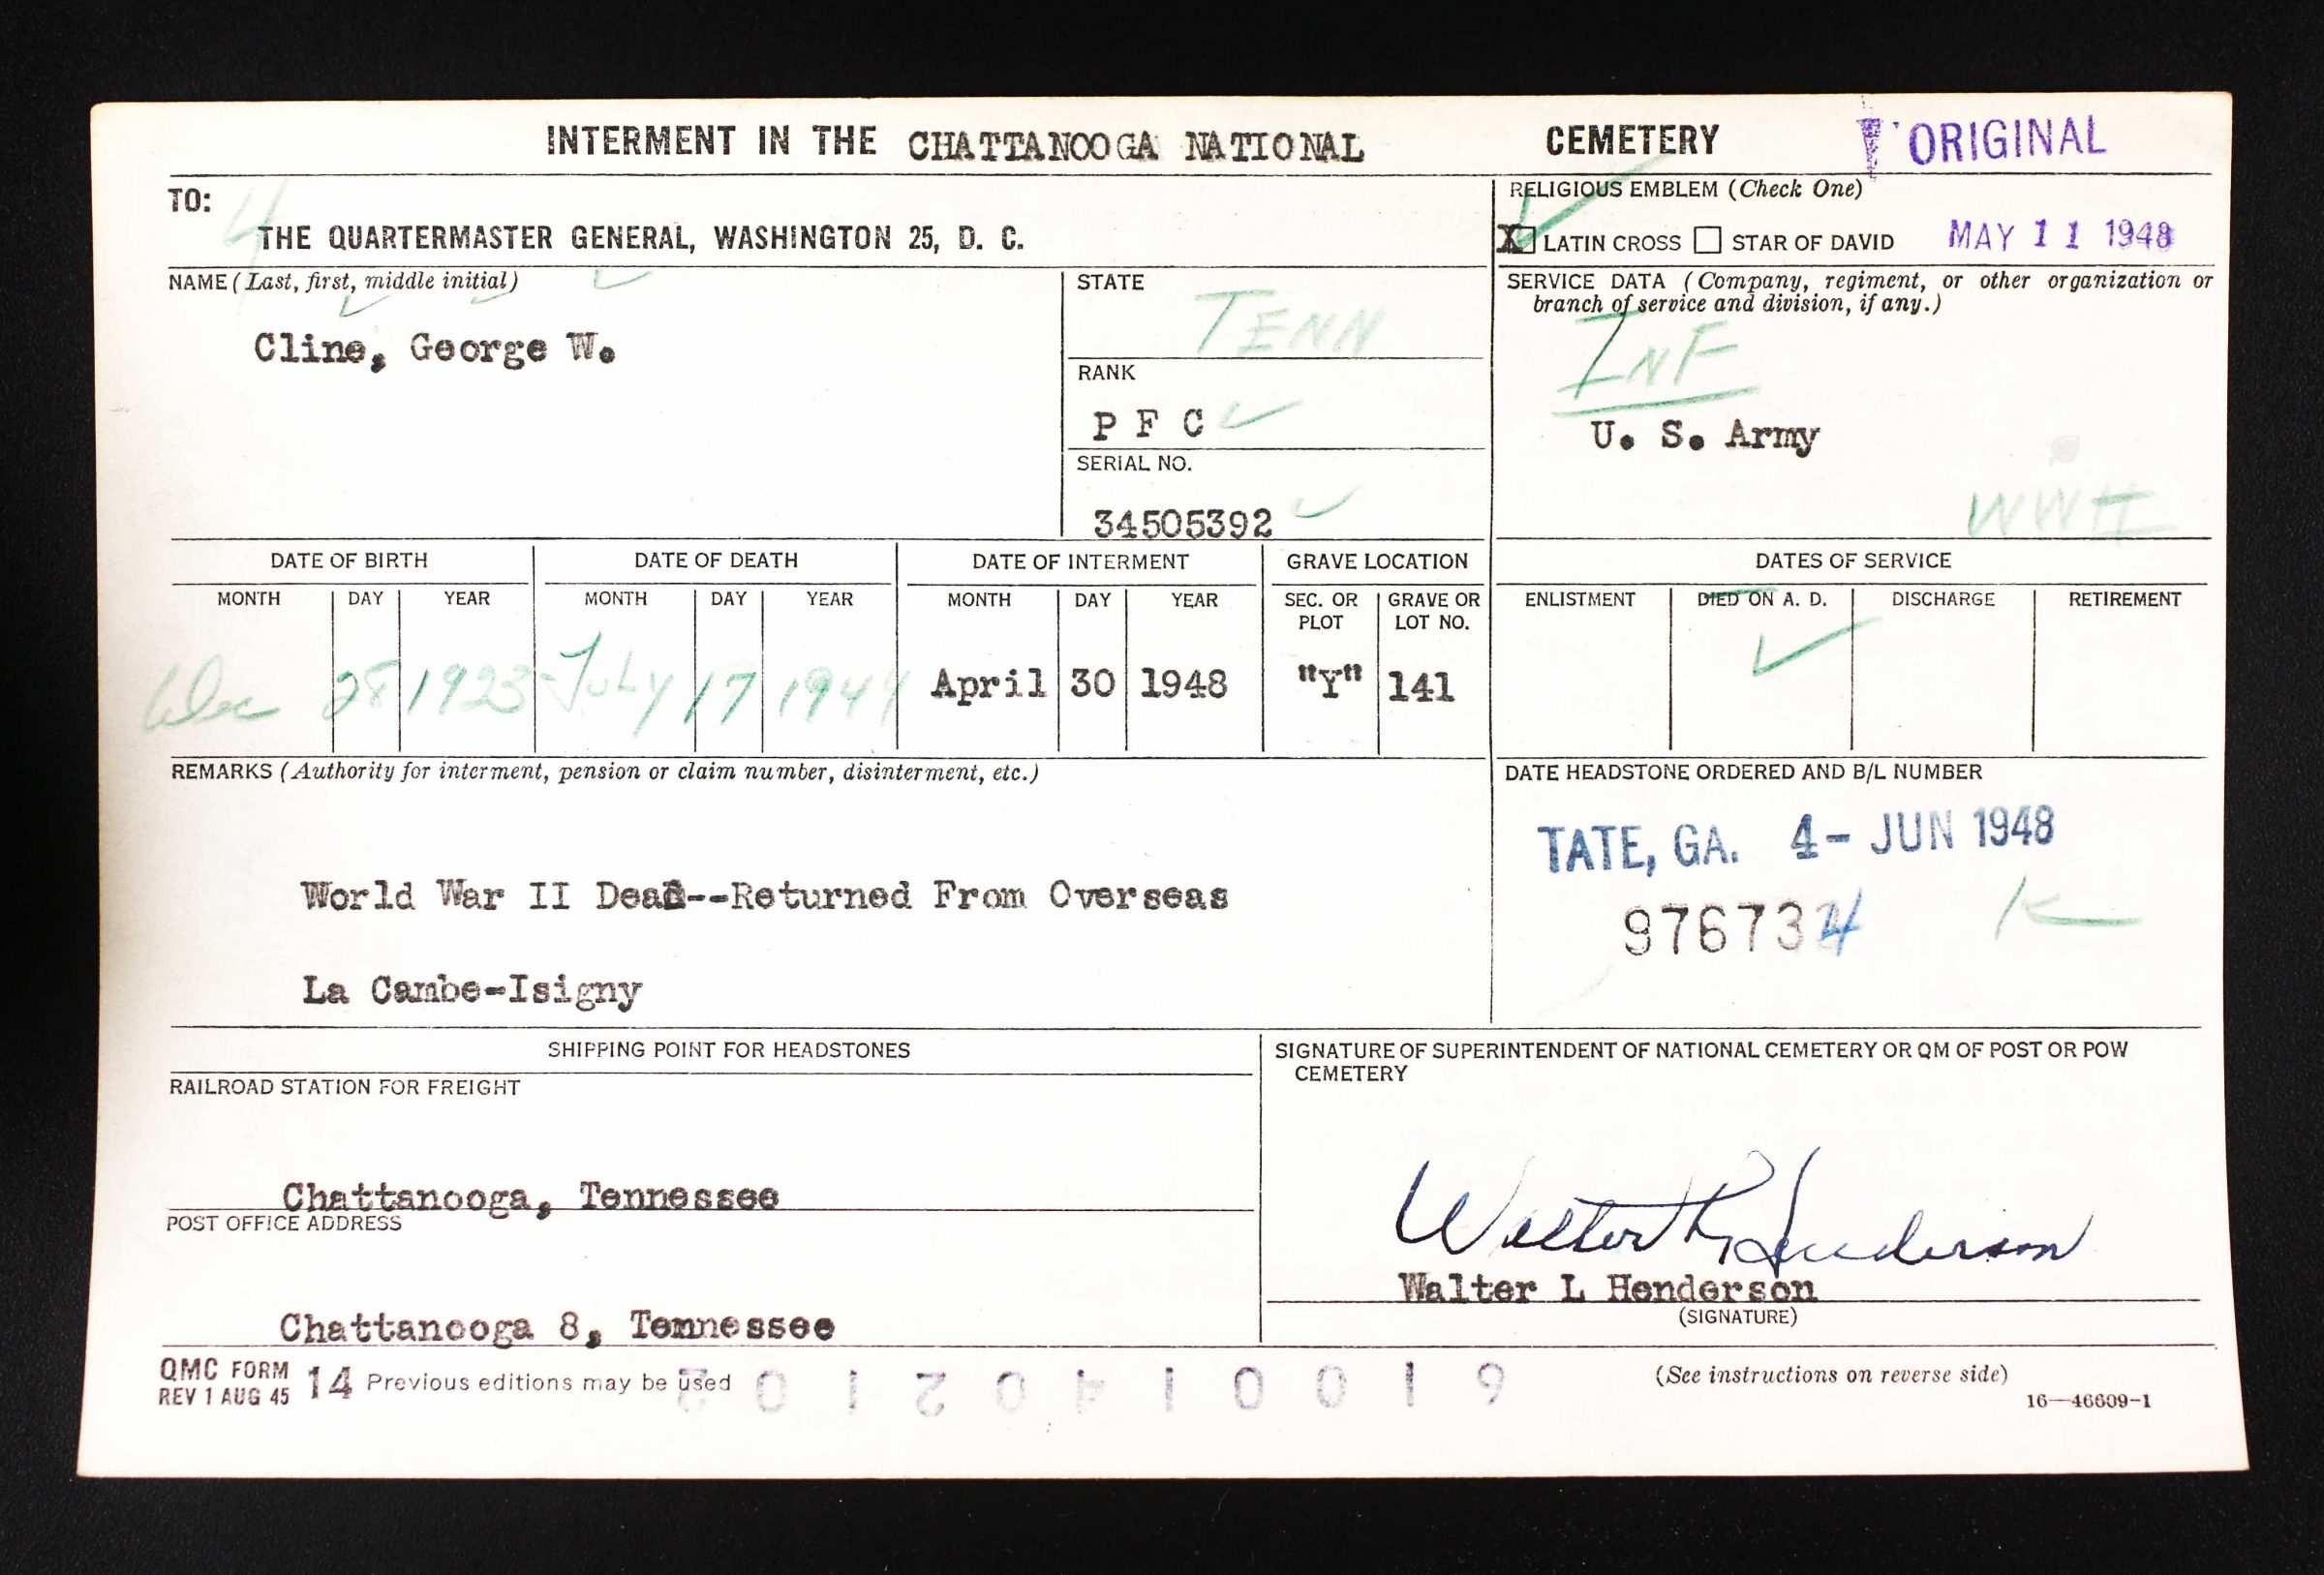 INTERMENT IN THE CHATTANOOGA NATIONAL CEMETERY
ORIGINAL
TO:
THE QUARTERMASTER GENERAL, WASHINGTON 25, D. C.
RELIGIOUS EMBLEM (Check One)
X LATIN CROSS STAR OF DAVID MAY 11 1948
NAME (Last, first, middle initial)
Cline, George W.
STATE
TENN
RANK
P F C
SERIAL NO.
34505392
SERVICE DATA (Company, regiment, or other organization or
branch of service and division, if any.)
INF
U. S. Army
WWII
DATE OF BIRTH DATE OF DEATH DATE OF INTERMENT GRAVE LOCATION DATES OF SERVICE
MONTH DAY YEAR MONTH DAY YEAR MONTH DAY YEAR SEC. OR PLOT GRAVE OR LOT NO. ENLISTMENT DIED ON A. D. DISCHARGE RETIREMENT
Dec 28 1923 July 17 1944 April 30 1948 "Y" 141
REMARKS (Authority for interment, pension or claim number, disinterment, etc.)
World War II Dead--Returned From Overseas
La Cambe-Isigny
DATE HEADSTONE ORDERED AND B/L NUMBER
TATE, GA. 4- JUN 1948
9767324
SHIPPING POINT FOR HEADSTONES
RAILROAD STATION FOR FREIGHT
Chattanooga, Tennessee
POST OFFICE ADDRESS
Chattanooga 8, Tennessee
SIGNATURE OF SUPERINTENDENT OF NATIONAL CEMETERY OR QM OF POST OR POW
CEMETERY
Walter L Henderson
Walter L Henderson
(SIGNATURE)
QMC FORM
REV 1 AUG 45 14 Previous editions may be used
(See instructions on reverse side)
16—46609-1